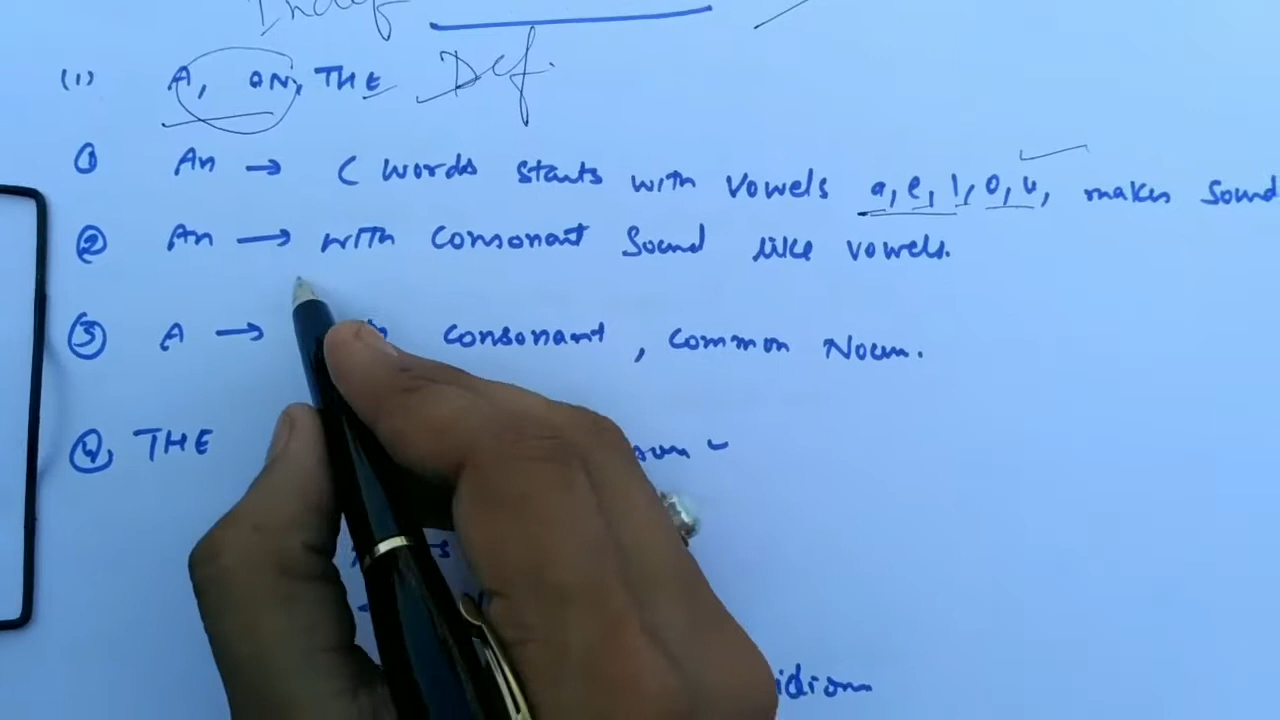 (1) A, AN, THE Def.
① An → ( words starts with vowels a, e, i, o, u, makes sound
② An → with consonant sound like vowels.
③ A → consonant, common Noun.
④ THE
idiom